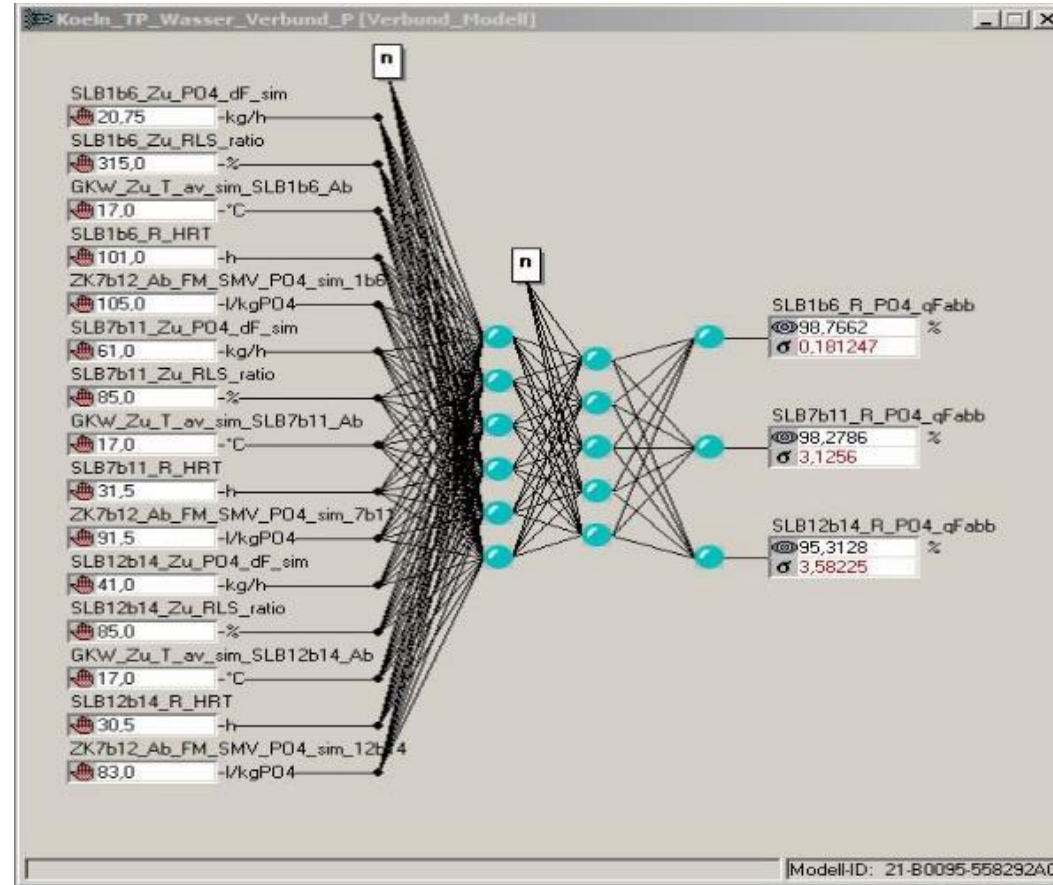 Koeln_TP_Wasser_Verbund_P [Verbund_Modell]
n
SLB1b6_Zu_PO4_dF_sim
20,75 kg/h
SLB1b6_Zu_RLS_ratio
315,0 %
GKW_Zu_T_av_sim_SLB1b6_Ab
17,0 °C
SLB1b6_R_HRT
101,0 h
n
ZK7b12_Ab_FM_SMV_PO4_sim_1b6
105,0 l/kgPO4
SLB1b6_R_PO4_qFabb
98,7662 %
σ 0,181247
SLB7b11_Zu_PO4_dF_sim
61,0 kg/h
SLB7b11_Zu_RLS_ratio
85,0 %
GKW_Zu_T_av_sim_SLB7b11_Ab
17,0 °C
SLB7b11_R_PO4_qFabb
98,2786 %
σ 3,1256
SLB7b11_R_HRT
31,5 h
ZK7b12_Ab_FM_SMV_PO4_sim_7b11
91,5 l/kgPO4
SLB12b14_R_PO4_qFabb
95,3128 %
σ 3,58225
SLB12b14_Zu_PO4_dF_sim
41,0 kg/h
SLB12b14_Zu_RLS_ratio
85,0 %
GKW_Zu_T_av_sim_SLB12b14_Ab
17,0 °C
SLB12b14_R_HRT
30,5 h
ZK7b12_Ab_FM_SMV_PO4_sim_12b14
83,0 l/kgPO4
Modell-ID: 21-B0095-558292A0